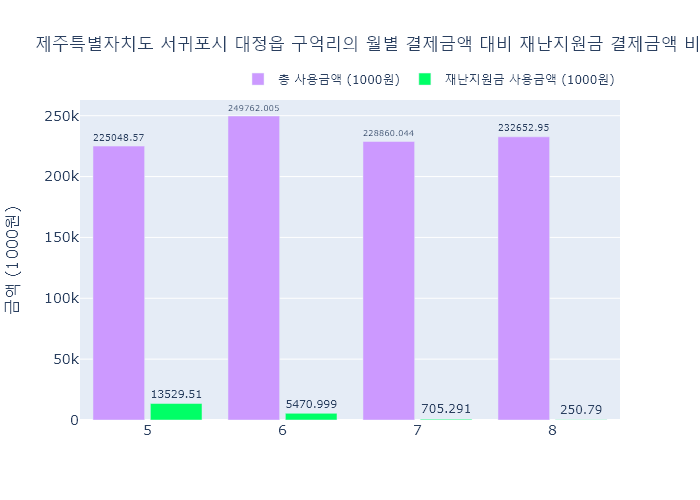 제주특별자치도 서귀포시 대정읍 구억리의 월별 결제금액 대비 재난지원금 결제금액 비
총 사용금액 (1000원) 재난지원금 사용금액 (1000원)
250k
200k
150k
100k
50k
0
금액 (1000원)
225048.57
249762.005
228860.044
232652.95
13529.51
5470.999
705.291
250.79
5 6 7 8